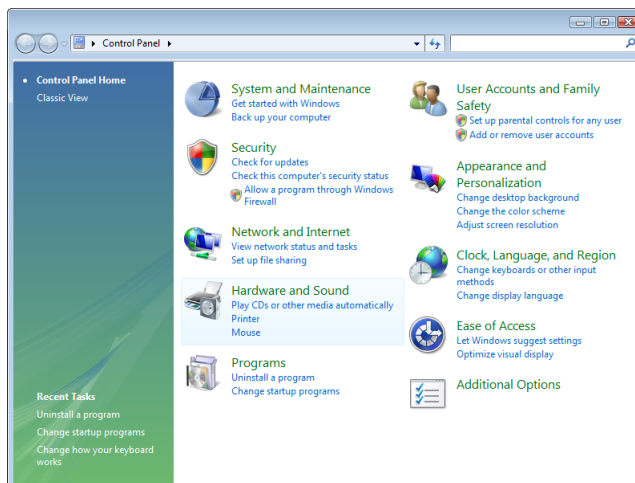 Control Panel
Control Panel Home
Classic View
System and Maintenance
Get started with Windows
Back up your computer
Security
Check for updates
Check this computer's security status
Allow a program through Windows
Firewall
Network and Internet
View network status and tasks
Set up file sharing
Hardware and Sound
Play CDs or other media automatically
Printer
Mouse
Programs
Uninstall a program
Change startup programs
User Accounts and Family
Safety
Set up parental controls for any user
Add or remove user accounts
Appearance and
Personalization
Change desktop background
Change the color scheme
Adjust screen resolution
Clock, Language, and Region
Change keyboards or other input
methods
Change display language
Ease of Access
Let Windows suggest settings
Optimize visual display
Additional Options
Recent Tasks
Uninstall a program
Change startup programs
Change how your keyboard
works